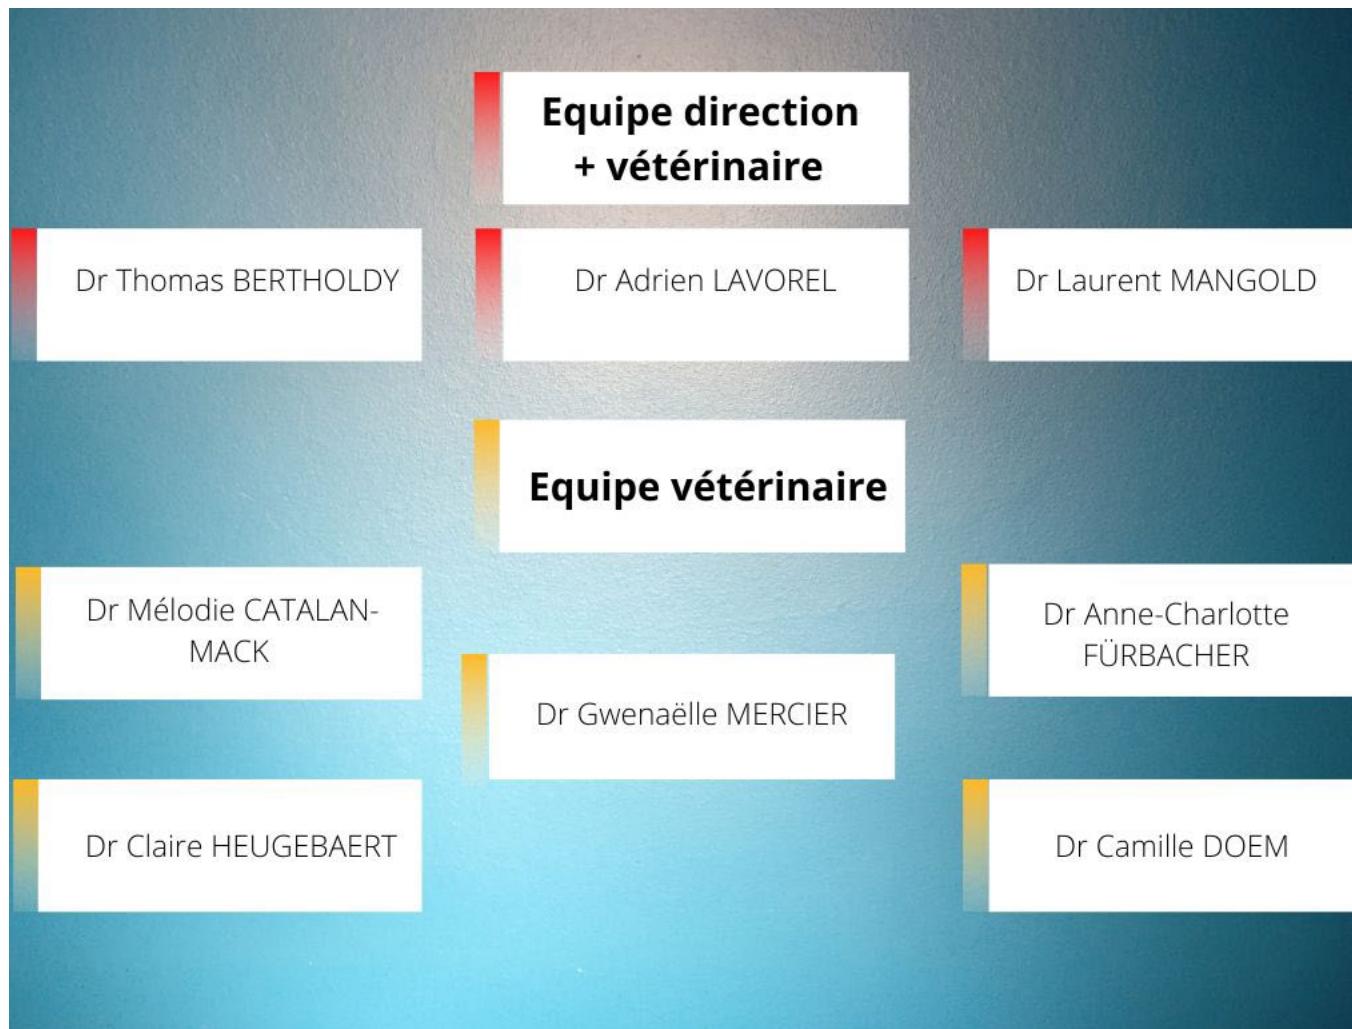 Equipe direction
+ vétérinaire
Dr Thomas BERTHOLDY
Dr Adrien LAVOREL
Dr Laurent MANGOLD
Equipe vétérinaire
Dr Mélodie CATALAN-
MACK
Dr Anne-Charlotte
FÜRBACHER
Dr Gwenaëlle MERCIER
Dr Claire HEUGEBAERT
Dr Camille DOEM